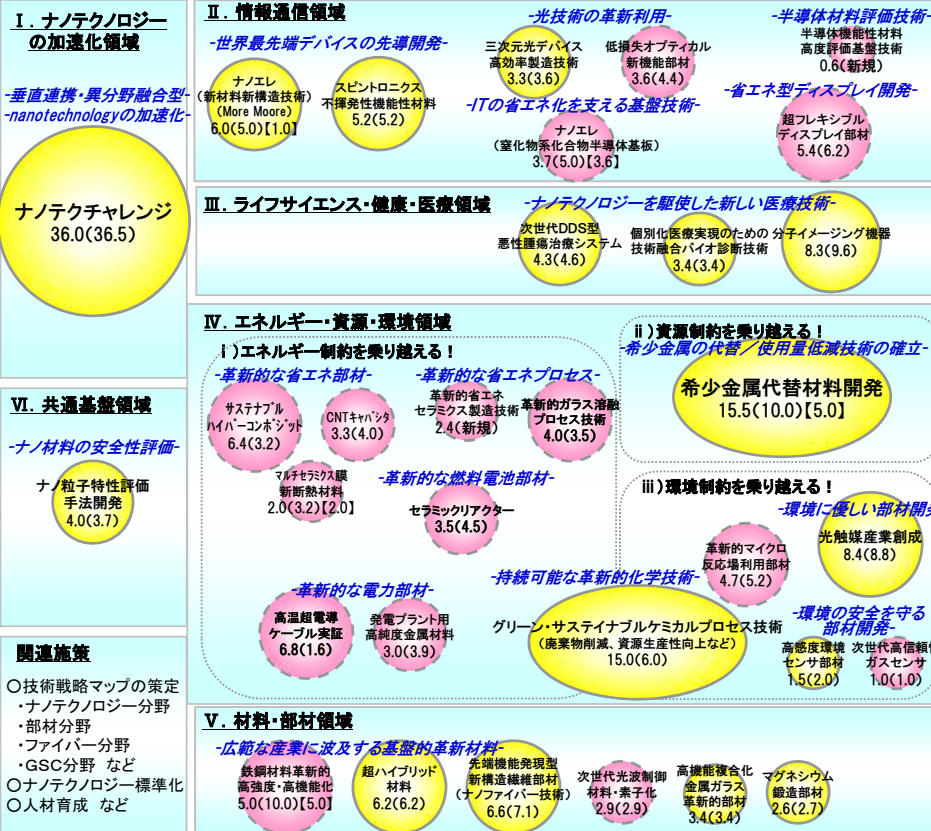 Ⅰ．ナノテクノロジー
の加速化領域
-垂直連携・異分野融合型-
-nanotechnologyの加速化-
ナノテクチャレンジ
36.0(36.5)
Ⅱ．情報通信領域
-世界最先端デバイスの先導開発-
ナノエレ
(新材料新構造技術)
(More Moore)
6.0(5.0)【1.0】
スピントロニクス
不揮発性機能性材料
5.2(5.2)
-光技術の革新利用-
三次元光デバイス
高効率製造技術
3.3(3.6)
低損失オプティカル
新機能部材
3.6(4.4)
-ITの省エネ化を支える基盤技術-
ナノエレ
(窒化物系化合物半導体基板)
3.7(5.0)【3.6】
-半導体材料評価技術-
半導体機能性材料
高度評価基盤技術
0.6(新規)
-省エネ型ディスプレイ開発-
超フレキシブル
ディスプレイ部材
5.4(6.2)
Ⅲ．ライフサイエンス・健康・医療領域
-ナノテクノロジーを駆使した新しい医療技術-
次世代DDS型
悪性腫瘍治療システム
4.3(4.6)
個別化医療実現のための
技術融合バイオ診断技術
3.4(3.4)
分子イメージング機器
8.3(9.6)
Ⅳ．エネルギー・資源・環境領域
ⅰ)エネルギー制約を乗り越える！
-革新的な省エネ部材-
サステナブル
ハイパーコンポジット
6.4(3.2)
CNTキャパシタ
3.3(4.0)
マルチセラミクス膜
新断熱材料
2.0(3.2)【2.0】
-革新的な省エネプロセス-
革新的省エネ
セラミクス製造技術
2.4(新規)
革新的ガラス溶融
プロセス技術
4.0(3.5)
-革新的な燃料電池部材-
セラミックリアクター
3.5(4.5)
-革新的な電力部材-
高温超電導
ケーブル実証
6.8(1.6)
発電プラント用
高純度金属材料
3.0(3.9)
-持続可能な革新的化学技術-
グリーン・サステイナブルケミカルプロセス技術
(廃棄物削減、資源生産性向上など)
15.0(6.0)
ⅱ)資源制約を乗り越える！
-希少金属の代替／使用量低減技術の確立-
希少金属代替材料開発
15.5(10.0)【5.0】
ⅲ)環境制約を乗り越える！
-環境に優しい部材開発
光触媒産業創成
8.4(8.8)
革新的マイクロ
反応場利用部材
4.7(5.2)
-環境の安全を守る
部材開発-
高感度環境
センサ部材
1.5(2.0)
次世代高信頼性
ガスセンサ
1.0(1.0)
Ⅵ．共通基盤領域
-ナノ材料の安全性評価-
ナノ粒子特性評価
手法開発
4.0(3.7)
関連施策
○技術戦略マップの策定
・ナノテクノロジー分野
・部材分野
・ファイバー分野
・GSC分野 など
○ナノテクノロジー標準化
○人材育成 など
Ⅴ．材料・部材領域
-広範な産業に波及する基盤的革新材料-
鉄鋼材料革新的
高強度・高機能化
5.0(10.0)【5.0】
超ハイブリッド
材料
6.2(6.2)
先端機能発現型
新構造繊維部材
(ナノファイバー技術)
6.6(7.1)
次世代光波制御
材料・素子化
2.9(2.9)
高機能複合化
金属ガラス
革新的部材
3.4(3.4)
マグネシウム
鍛造部材
2.6(2.7)